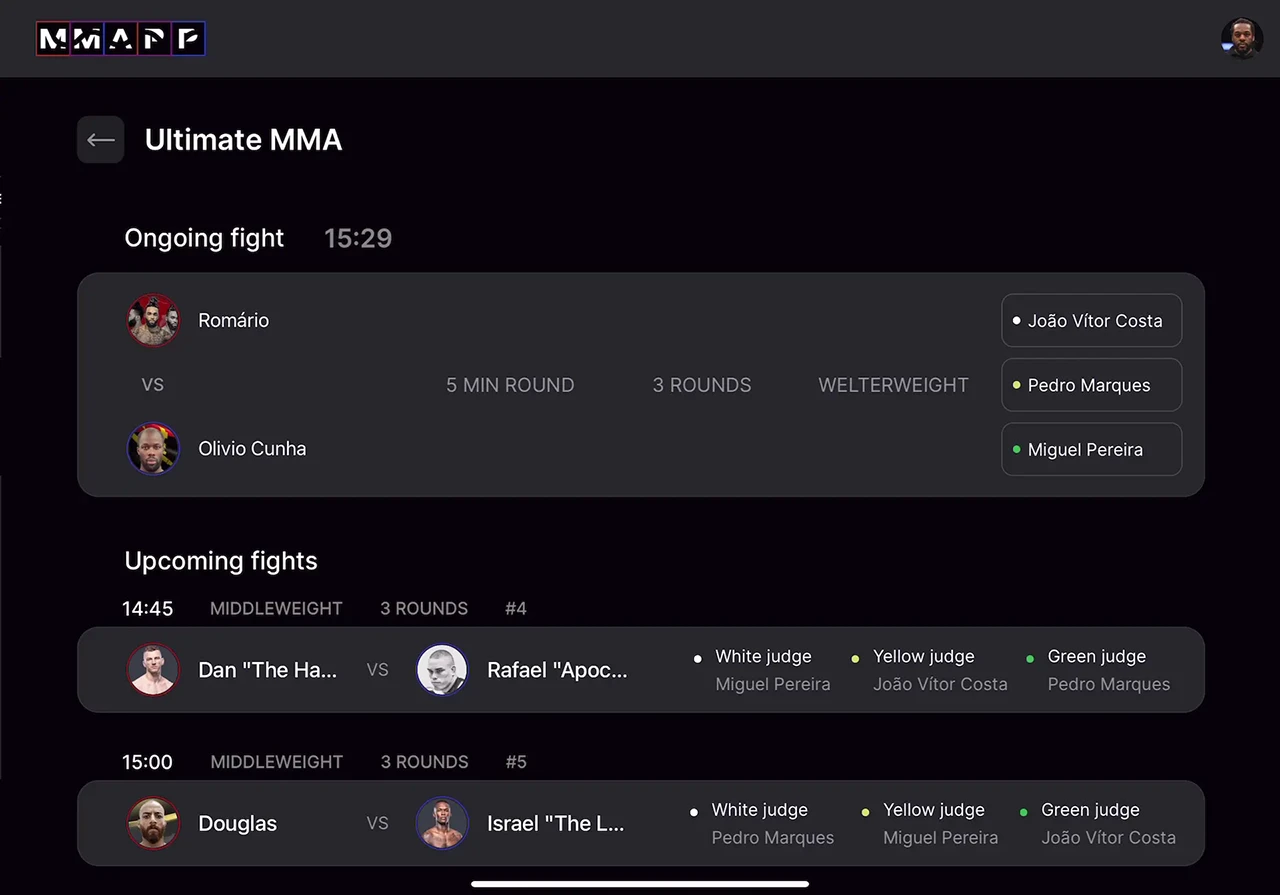 MMAPP
Ultimate MMA
Ongoing fight 15:29
Romário
João Vítor Costa
VS 5 MIN ROUND 3 ROUNDS WELTERWEIGHT
Pedro Marques
Olivio Cunha
Miguel Pereira
Upcoming fights
14:45 MIDDLEWEIGHT 3 ROUNDS #4
Dan "The Ha... VS Rafael "Apoc...
White judge Yellow judge Green judge
Miguel Pereira João Vítor Costa Pedro Marques
15:00 MIDDLEWEIGHT 3 ROUNDS #5
Douglas VS Israel "The L...
White judge Yellow judge Green judge
Pedro Marques Miguel Pereira João Vítor Costa